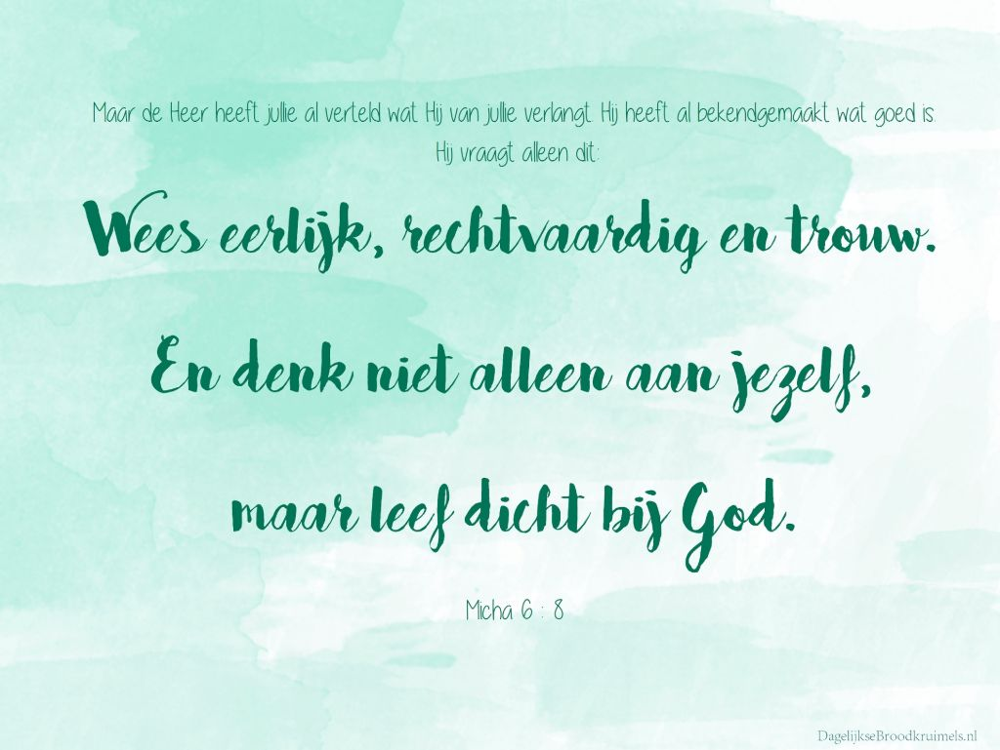 Maar de Heer heeft jullie al verteld wat Hij van jullie verlangt. Hij heeft al bekendgemaakt wat goed is.
Hij vraagt alleen dit:
Wees eerlijk, rechtvaardig en trouw.
En denk niet alleen aan jezelf,
maar leef dicht bij God.
Micha 6 : 8
DagelijkseBroodkruimels.nl